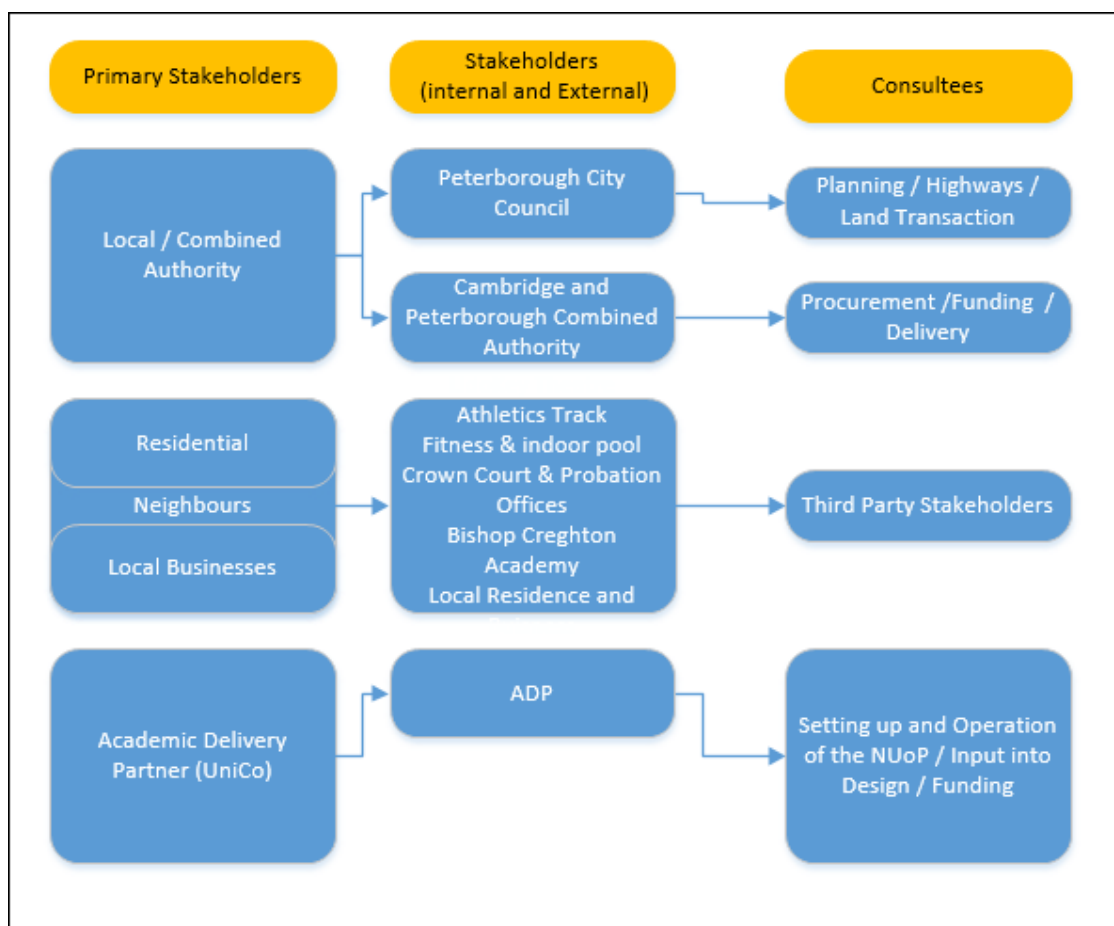 Primary Stakeholders
Stakeholders
(internal and External)
Consultees
Local / Combined
Authority
Peterborough City
Council
Planning / Highways /
Land Transaction
Cambridge and
Peterborough Combined
Authority
Procurement /Funding /
Delivery
Residential
Neighbours
Local Businesses
Athletics Track
Fitness & indoor pool
Crown Court & Probation
Offices
Bishop Creghton
Academy
Local Residence and
Third Party Stakeholders
Academic Delivery
Partner (UniCo)
ADP
Setting up and Operation
of the NUoP / Input into
Design / Funding